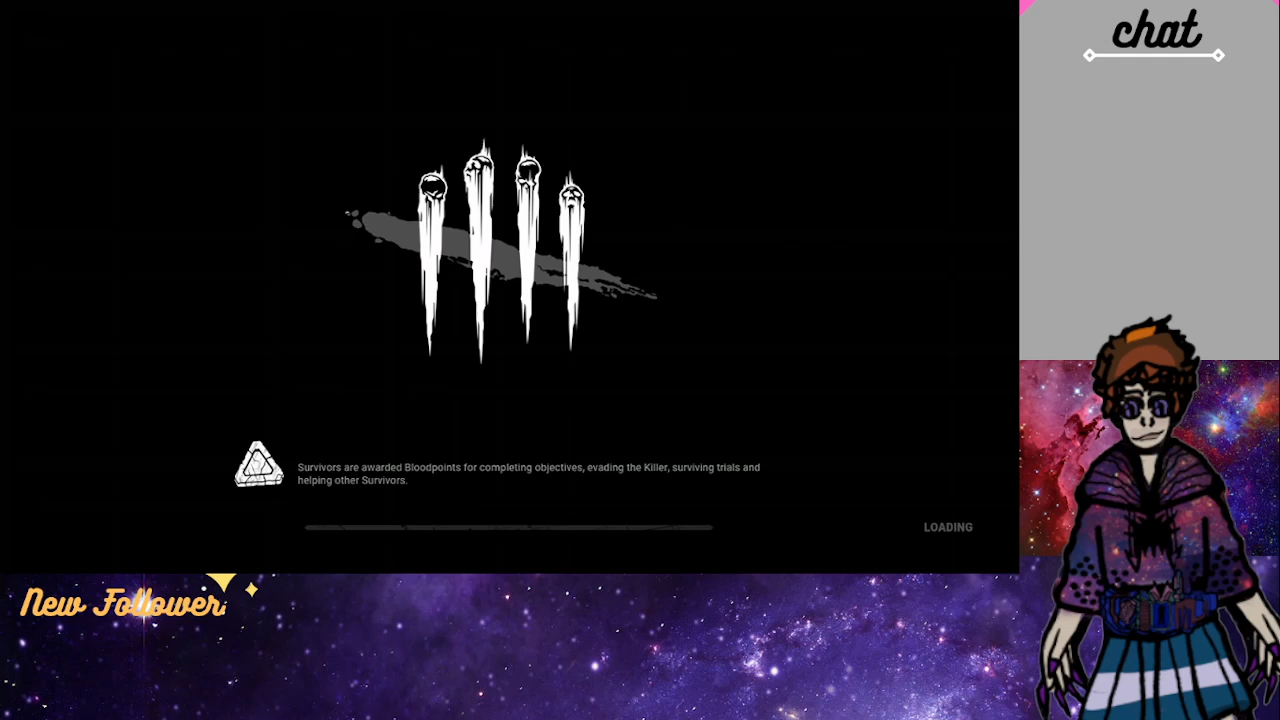 chat
Survivors are awarded Bloodpoints for completing objectives, evading the Killer, surviving trials and
helping other Survivors.
LOADING
New Follower: